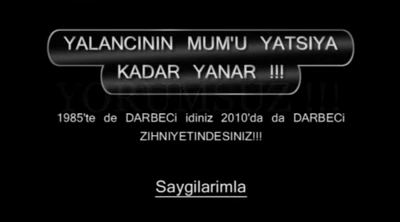 YALANCININ MUM'U YATSIYA
KADAR YANAR !!!
YORUMSUZ !!!
1985'te de DARBECi idiniz 2010'da da DARBECi
ZIHNIYETINDESINIZ!!!
Saygilarimla